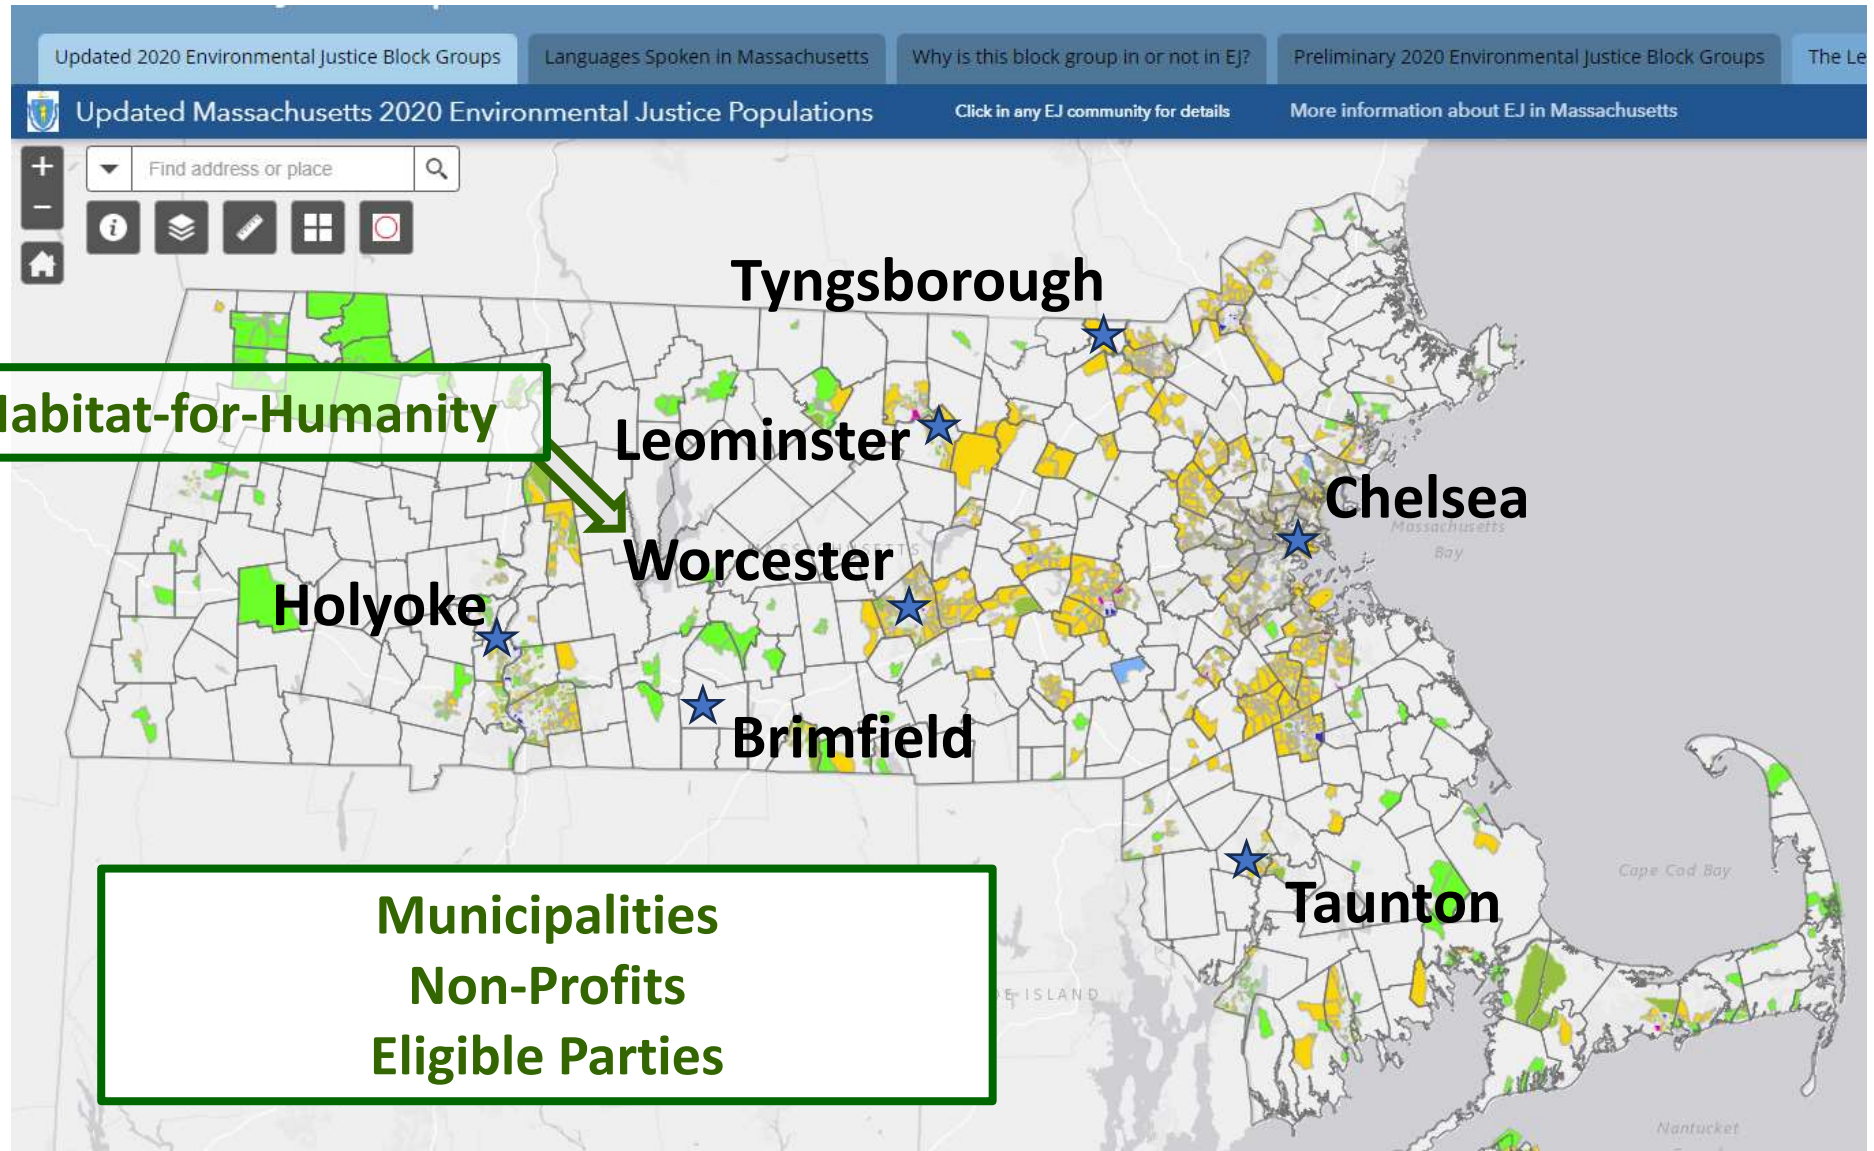 Updated 2020 Environmental Justice Block Groups
Languages Spoken in Massachusetts
Why is this block group in or not in EJ?
Preliminary 2020 Environmental Justice Block Groups
The Le
Updated Massachusetts 2020 Environmental Justice Populations
Click in any EJ community for details
More information about EJ in Massachusetts
Find address or place
Tyngsborough
Habitat-for-Humanity
Leominster
Chelsea
Massachusetts
Bay
Worcester
Holyoke
Brimfield
Cape Cod Bay
Taunton
Municipalities
Non-Profits
Eligible Parties
ISLAND
Nantucket